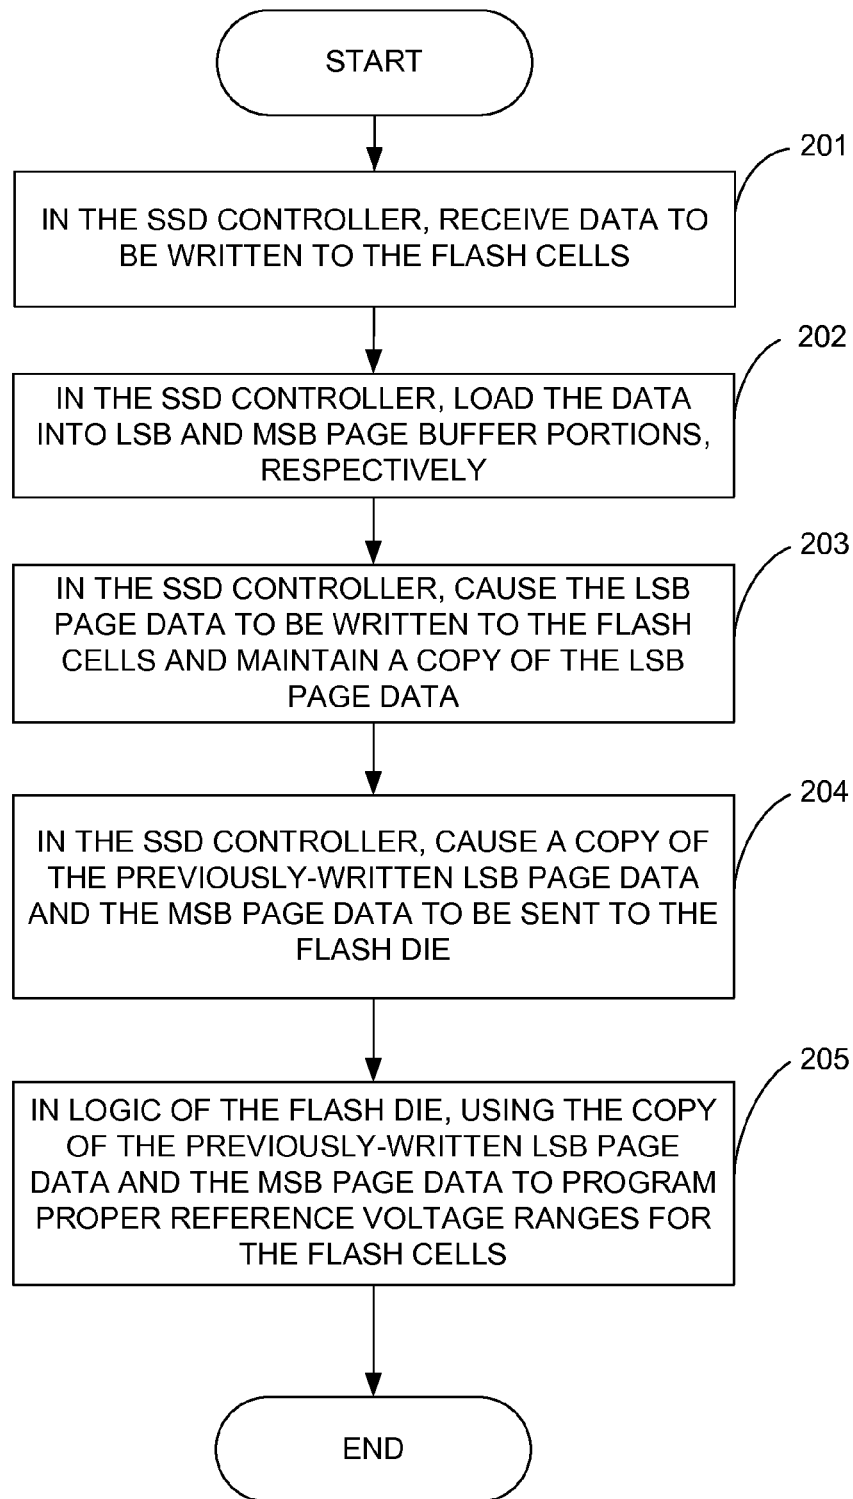 START
201
IN THE SSD CONTROLLER, RECEIVE DATA TO
BE WRITTEN TO THE FLASH CELLS
202
IN THE SSD CONTROLLER, LOAD THE DATA
INTO LSB AND MSB PAGE BUFFER PORTIONS,
RESPECTIVELY
203
IN THE SSD CONTROLLER, CAUSE THE LSB
PAGE DATA TO BE WRITTEN TO THE FLASH
CELLS AND MAINTAIN A COPY OF THE LSB
PAGE DATA
204
IN THE SSD CONTROLLER, CAUSE A COPY OF
THE PREVIOUSLY-WRITTEN LSB PAGE DATA
AND THE MSB PAGE DATA TO BE SENT TO THE
FLASH DIE
205
IN LOGIC OF THE FLASH DIE, USING THE COPY
OF THE PREVIOUSLY-WRITTEN LSB PAGE
DATA AND THE MSB PAGE DATA TO PROGRAM
PROPER REFERENCE VOLTAGE RANGES FOR
THE FLASH CELLS
END